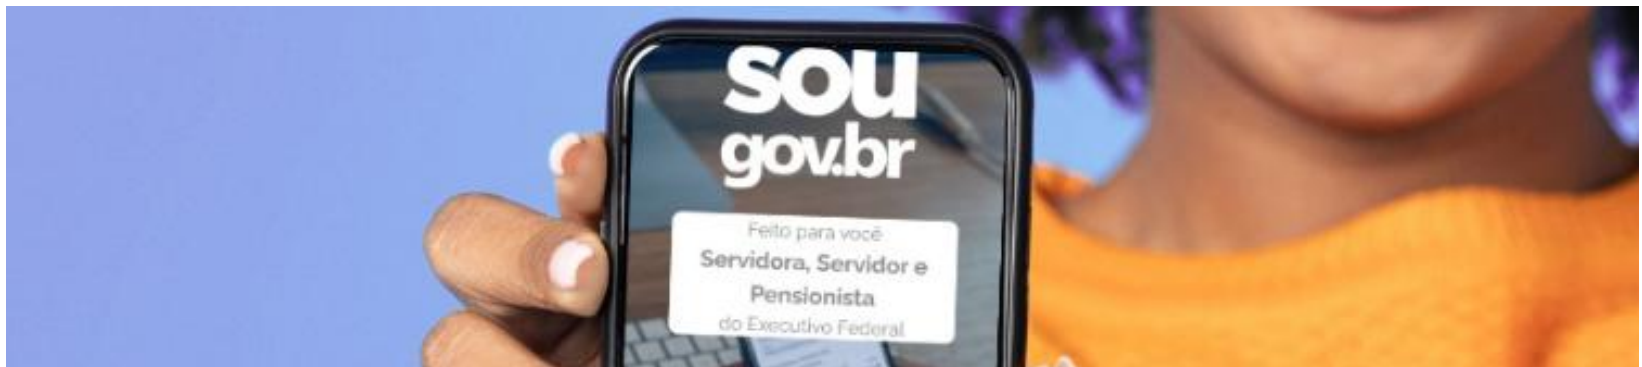 sou
gov.br
Feito para você
Servidora, Servidor e
Pensionista
do Executivo Federal